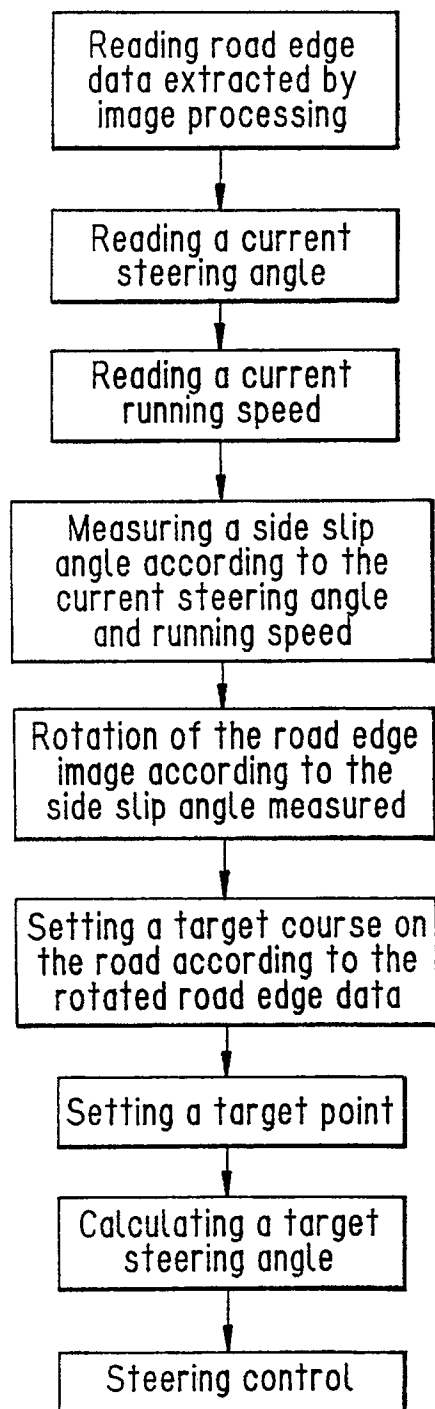 Reading road edge
data extracted by
image processing
Reading a current
steering angle
Reading a current
running speed
Measuring a side slip
angle according to the
current steering angle
and running speed
Rotation of the road edge
image according to the
side slip angle measured
Setting a target course on
the road according to the
rotated road edge data
Setting a target point
Calculating a target
steering angle
Steering control